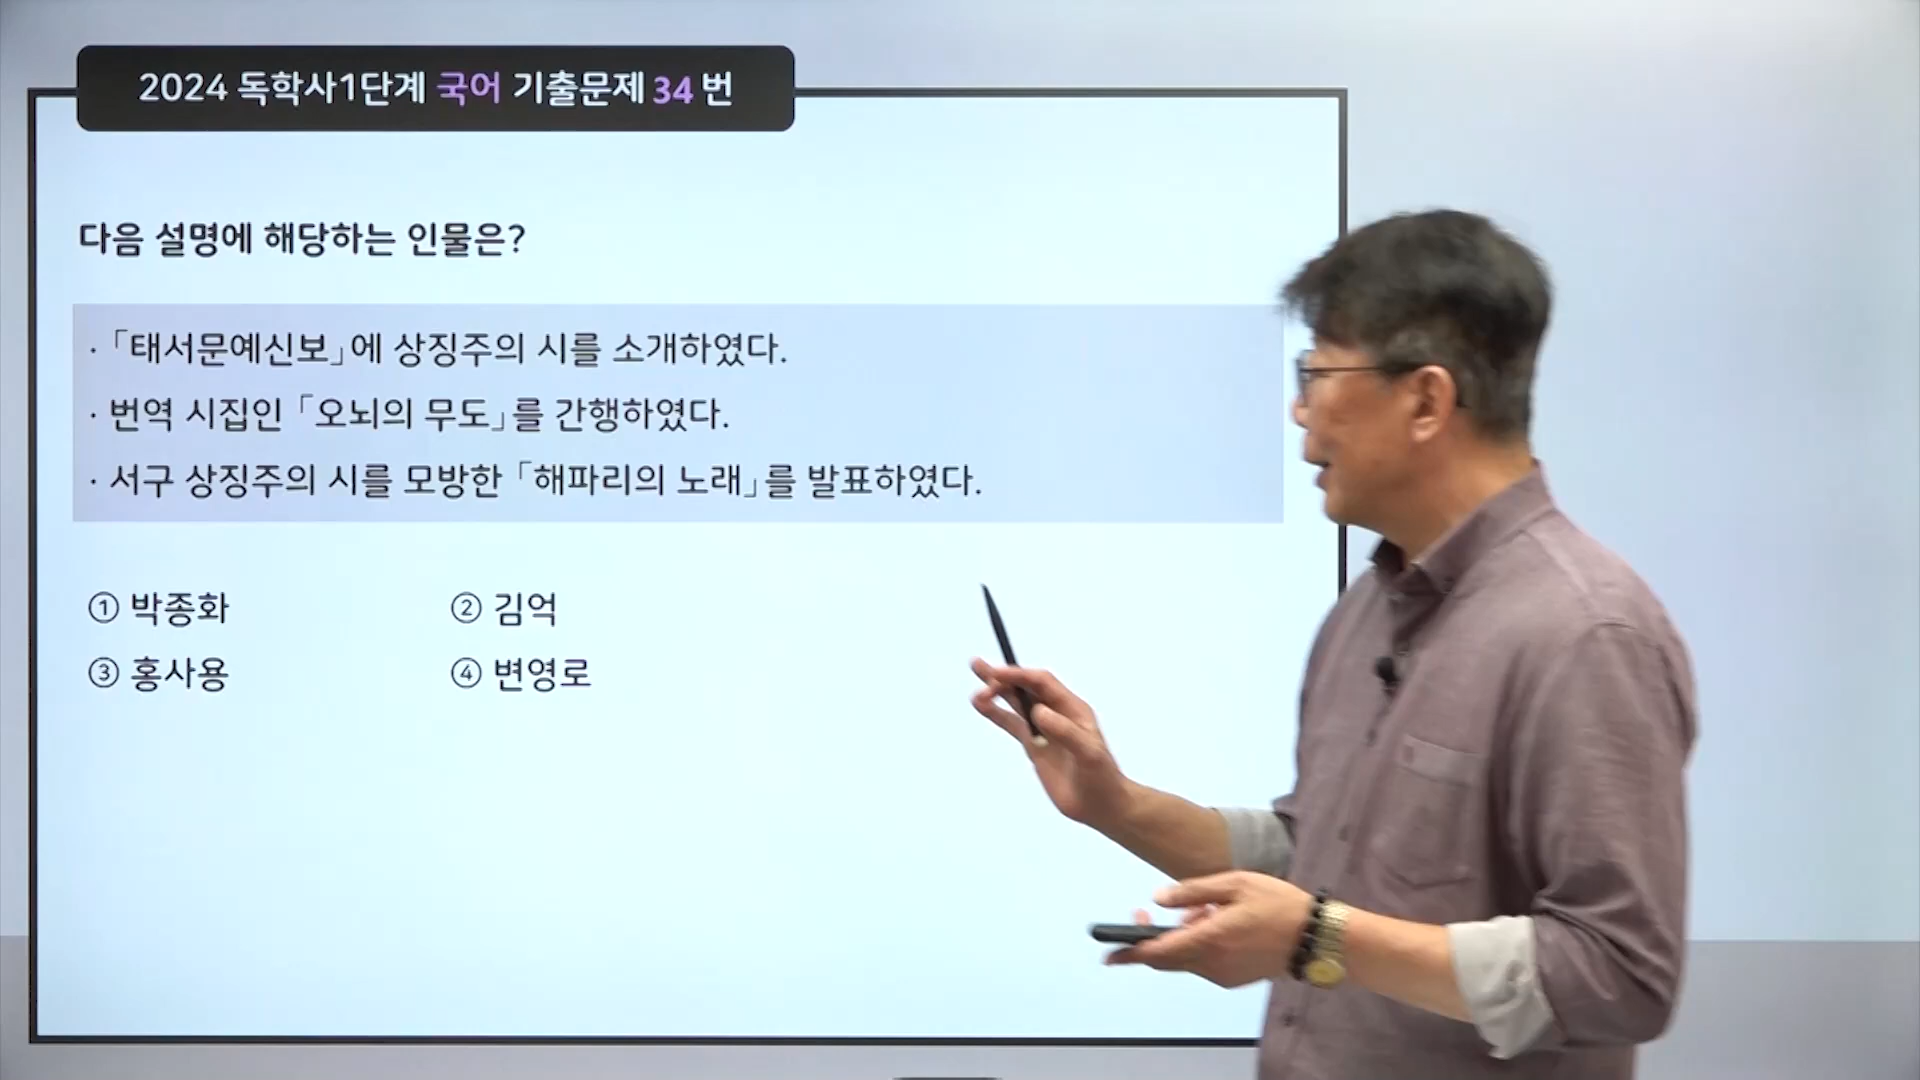 2024 독학사1단계 국어 기출문제 34 번
다음 설명에 해당하는 인물은?
· 「태서문예신보」에 상징주의 시를 소개하였다.
· 번역 시집인 「오뇌의 무도」를 간행하였다.
· 서구 상징주의 시를 모방한 「해파리의 노래」를 발표하였다.
① 박종화 ② 김억
③ 홍사용 ④ 변영로